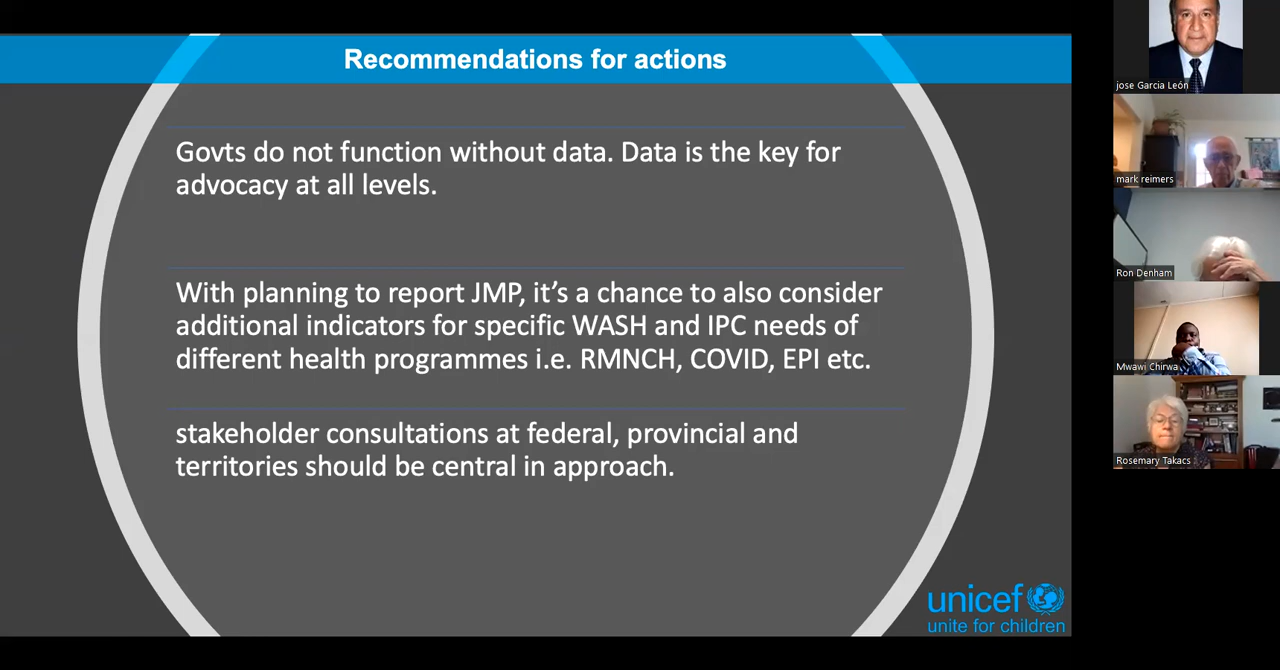 Recommendations for actions
Govts do not function without data. Data is the key for
advocacy at all levels.
With planning to report JMP, it’s a chance to also consider
additional indicators for specific WASH and IPC needs of
different health programmes i.e. RMNCH, COVID, EPI etc.
stakeholder consultations at federal, provincial and
territories should be central in approach.
unicef
unite for children
jose Garcia León
mark reimers
Ron Denham
Mwawi Chirwa
Rosemary Takacs